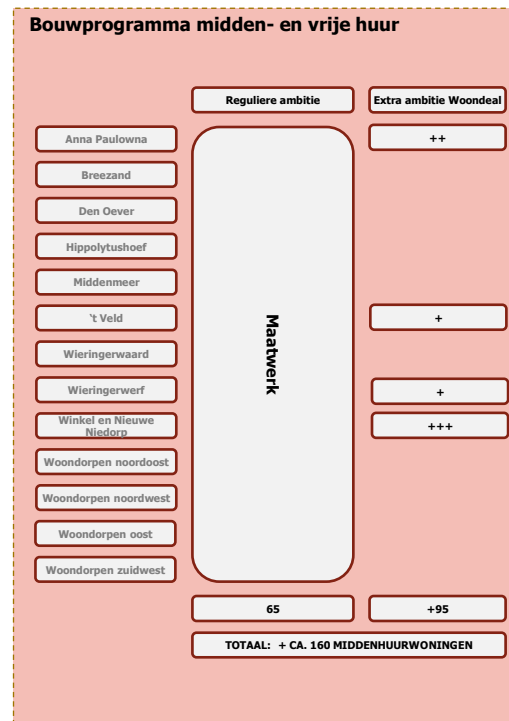 Bouwprogramma midden- en vrije huur
Reguliere ambitie
Extra ambitie Woondeal
Anna Paulowna
++
Breezand
Den Oever
Hippolytushoef
Middenmeer
‘t Veld
+
Maatwerk
Wieringerwaard
Wieringerwerf
+
Winkel en Nieuwe
Niedorp
+++
Woondorpen noordoost
Woondorpen noordwest
Woondorpen oost
Woondorpen zuidwest
65
+95
TOTAAL: + CA. 160 MIDDENHUURWONINGEN